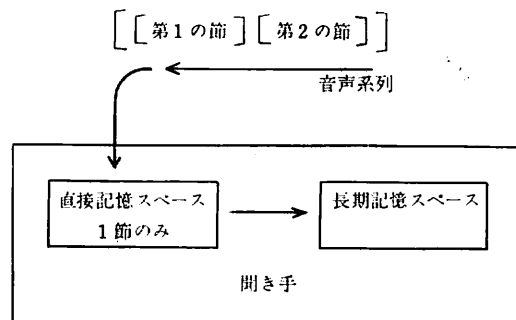 [[第1の節][第2の節]]
音声系列
直接記憶スペース
1節のみ
長期記憶スペース
聞き手